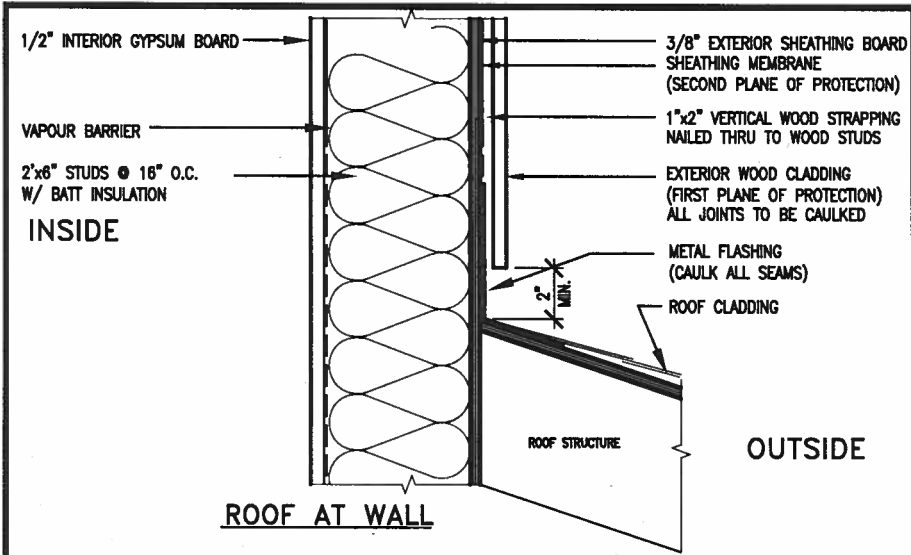 1/2" INTERIOR GYPSUM BOARD
VAPOUR BARRIER
2'x6" STUDS @ 16" O.C.
W/ BATT INSULATION
INSIDE
3/8" EXTERIOR SHEATHING BOARD
SHEATHING MEMBRANE
(SECOND PLANE OF PROTECTION)
1"x2" VERTICAL WOOD STRAPPING
NAILED THRU TO WOOD STUDS
EXTERIOR WOOD CLADDING
(FIRST PLANE OF PROTECTION)
ALL JOINTS TO BE CAULKED
METAL FLASHING
(CAULK ALL SEAMS)
2"
MIN.
ROOF CLADDING
ROOF STRUCTURE
OUTSIDE
ROOF AT WALL